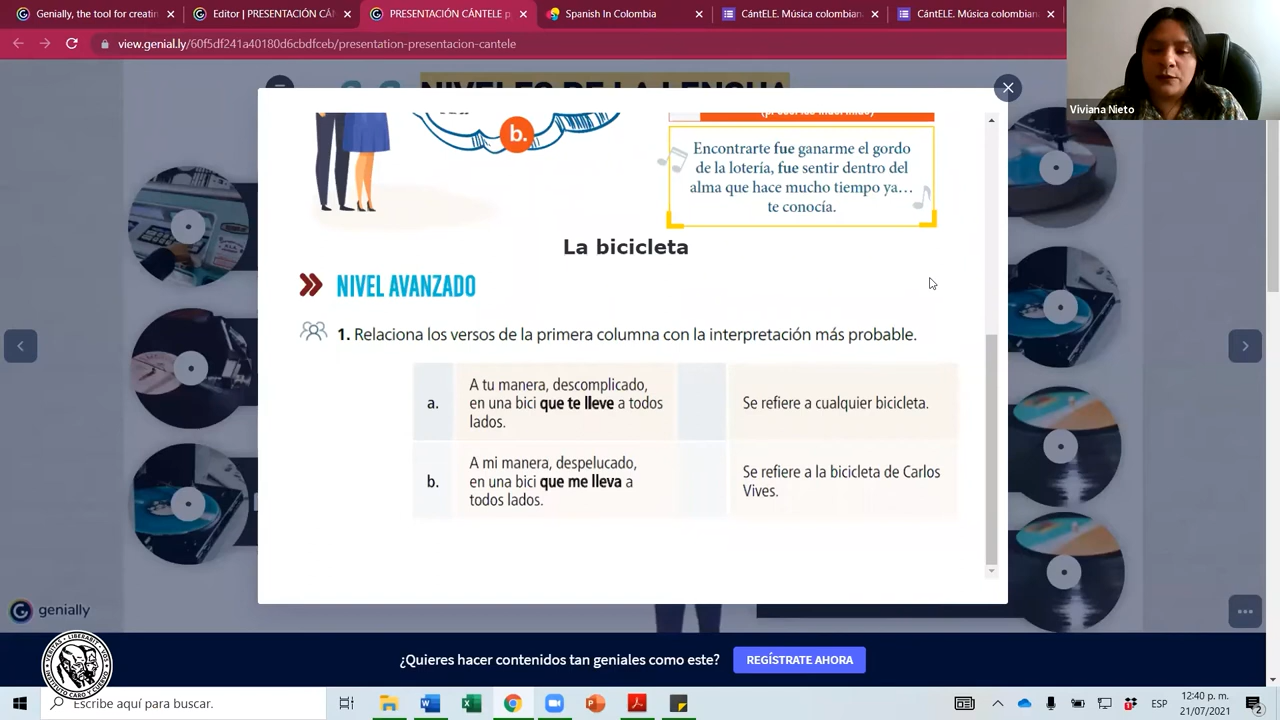 Genially, the tool for creatin
Editor | PRESENTACIÓN CÁN
PRESENTACIÓN CÁNTELE p
Spanish In Colombia
CántELE. Música colombian
CántELE. Música colombian
view.genial.ly/60f5df241a40180d6cbdfceb/presentation-presentacion-cantele
Viviana Nieto
NIVELES DE LA LENGUA
b.
Encontrarte fue ganarme el gordo
de la lotería, fue sentir dentro del
alma que hace mucho tiempo ya…
te conocía.
La bicicleta
NIVEL AVANZADO
1. Relaciona los versos de la primera columna con la interpretación más probable.
a.
A tu manera, descomplicado,
en una bici que te lleve a todos
lados.
Se refiere a cualquier bicicleta.
b.
A mi manera, despelucado,
en una bici que me lleva a
todos lados.
Se refiere a la bicicleta de Carlos
Vives.
genially
¿Quieres hacer contenidos tan geniales como este?
REGÍSTRATE AHORA
Escribe aquí para buscar.
ESP
12:40 p. m.
21/07/2021
2